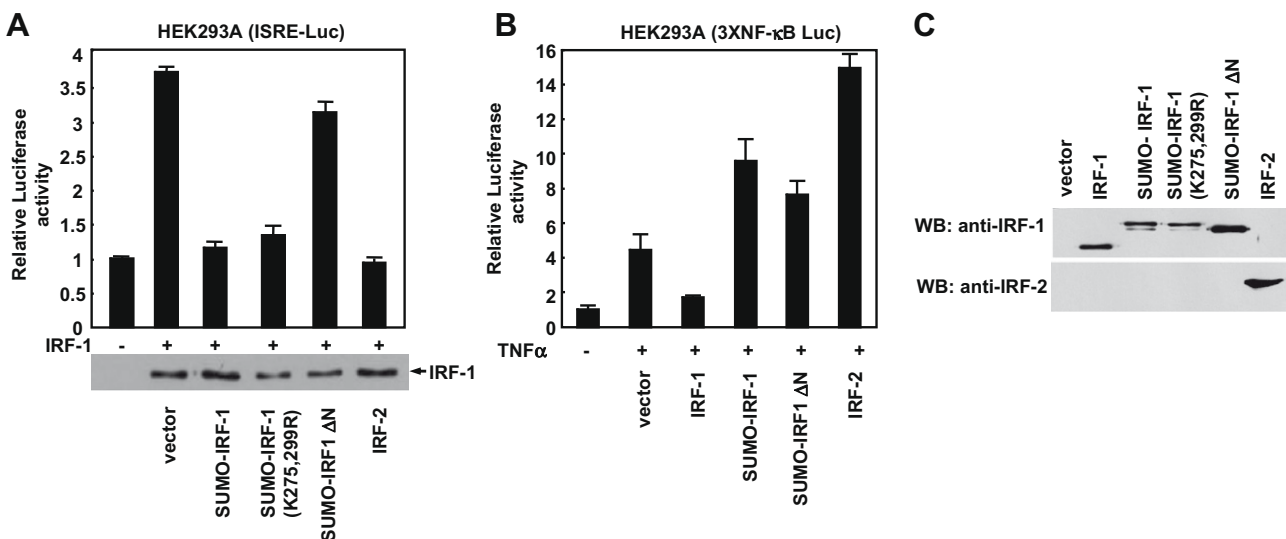 A
HEK293A (ISRE-Luc)
Relative Luciferase
activity
4
3.5
3
2.5
2
1.5
1
0.5
0
IRF-1 - + + + + +
IRF-1
vector
SUMO-IRF-1
SUMO-IRF-1
(K275,299R)
SUMO-IRF1 ΔN
IRF-2
B
HEK293A (3XNF-κB Luc)
Relative Luciferase
activity
16
14
12
10
8
6
4
2
0
TNFα - + + + + +
vector
IRF-1
SUMO-IRF-1
SUMO-IRF1 ΔN
IRF-2
C
vector
IRF-1
SUMO- IRF-1
SUMO-IRF-1
(K275,299R)
SUMO-IRF-1 ΔN
IRF-2
WB: anti-IRF-1
WB: anti-IRF-2